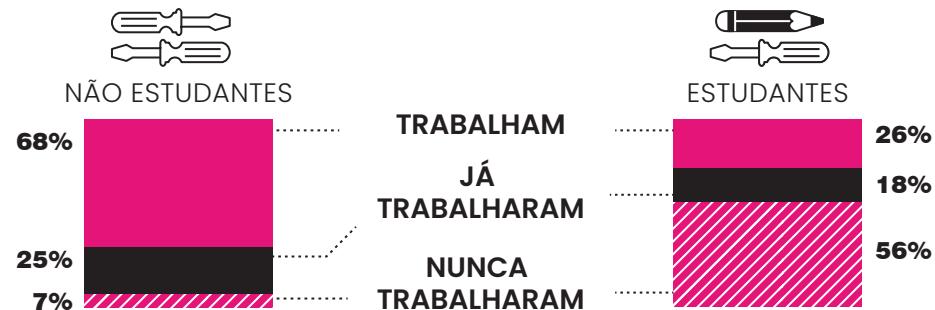 NÃO ESTUDANTES
ESTUDANTES
68%
TRABALHAM
26%
JÁ
TRABALHARAM
18%
25%
56%
NUNCA
TRABALHARAM
7%